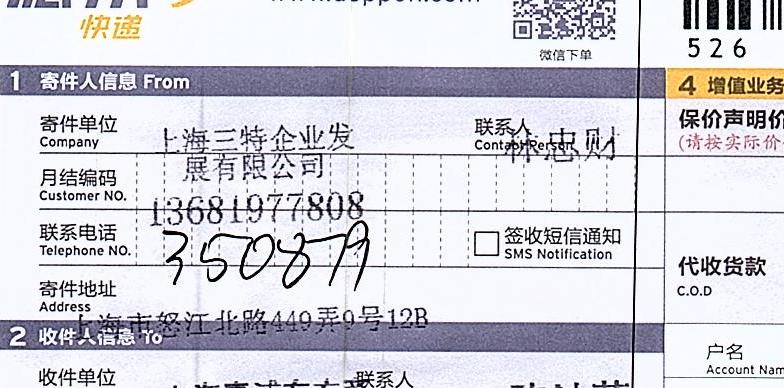 快递
微信下单
526
1 寄件人信息 From
4 增值业务
寄件单位
Company
上海三特企业发
展有限公司
联系人
Contact Person
林忠财
保价声明价
(请按实际价
月结编码
Customer NO.
13681977808
联系电话
Telephone NO.
350879
签收短信通知
SMS Notification
代收货款
C.O.D
寄件地址
Address
上海市怒江北路449弄9号12B
2 收件人信息 To
户名
Account Nam
收件单位
联系人